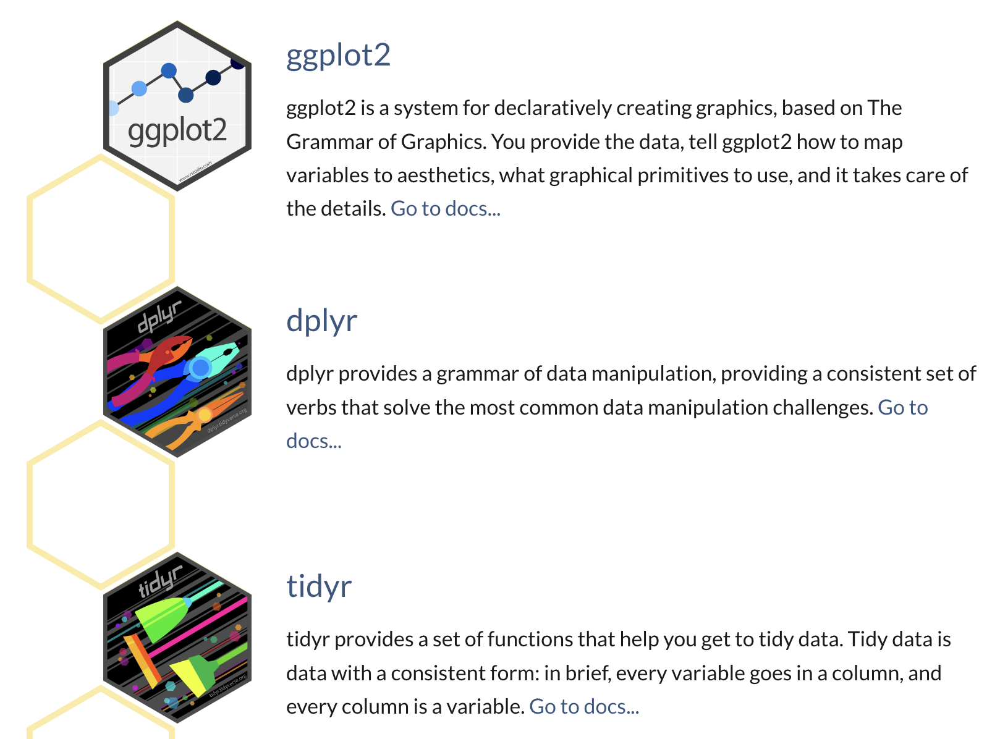 ggplot2
www.rstudio.com
ggplot2
ggplot2 is a system for declaratively creating graphics, based on The
Grammar of Graphics. You provide the data, tell ggplot2 how to map
variables to aesthetics, what graphical primitives to use, and it takes care of
the details. Go to docs...
dplyr
dplyr.tidyverse.org
dplyr
dplyr provides a grammar of data manipulation, providing a consistent set of
verbs that solve the most common data manipulation challenges. Go to
docs...
tidyr
tidyr.tidyverse.org
tidyr
tidyr provides a set of functions that help you get to tidy data. Tidy data is
data with a consistent form: in brief, every variable goes in a column, and
every column is a variable. Go to docs...